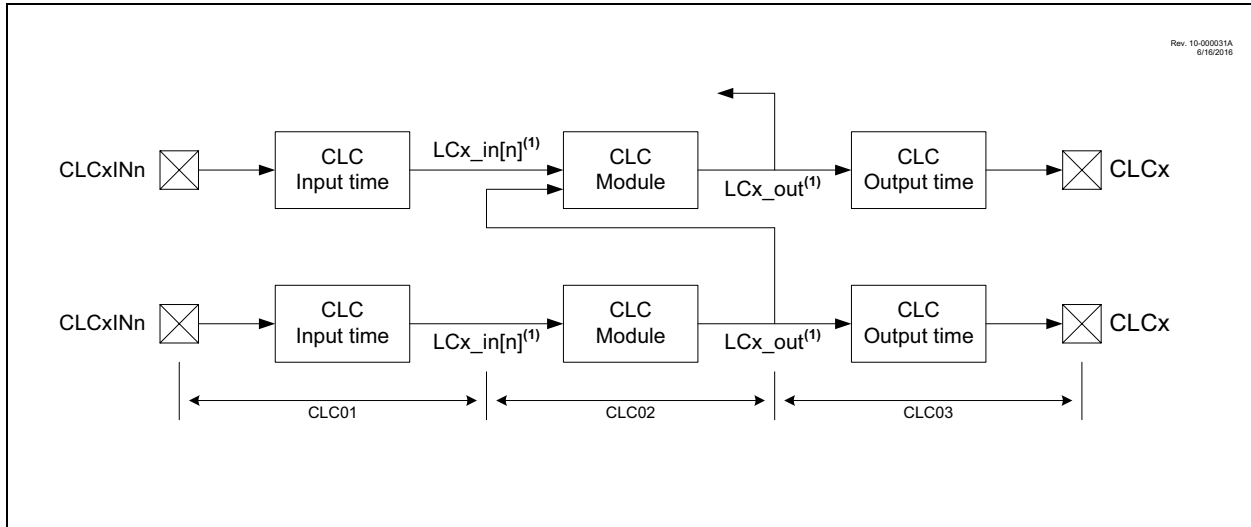 Rev. 10-000031A
6/16/2016
CLCxINn
CLC
Input time
LCx_in[n](1)
CLC
Module
LCx_out(1)
CLC
Output time
CLCx
CLCxINn
CLC
Input time
LCx_in[n](1)
CLC
Module
LCx_out(1)
CLC
Output time
CLCx
CLC01
CLC02
CLC03